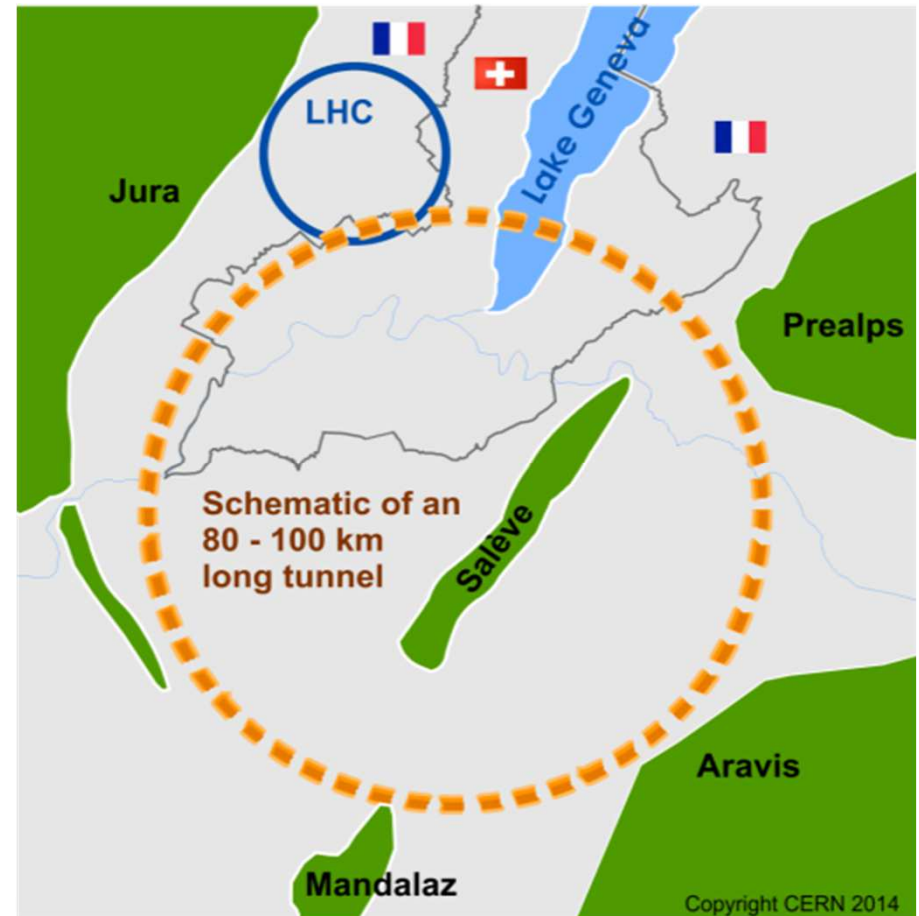 LHC
Lake Geneva
Jura
Prealps
Schematic of an
80 - 100 km
long tunnel
Salève
Aravis
Mandalaz
Copyright CERN 2014